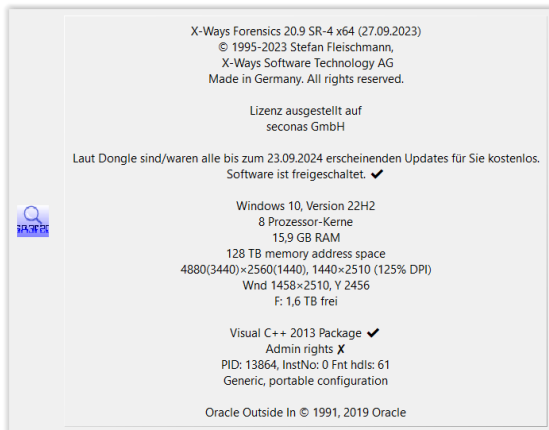 X-Ways Forensics 20.9 SR-4 x64 (27.09.2023)
© 1995-2023 Stefan Fleischmann,
X-Ways Software Technology AG
Made in Germany. All rights reserved.
Lizenz ausgestellt auf
seconas GmbH
Laut Dongle sind/waren alle bis zum 23.09.2024 erscheinenden Updates für Sie kostenlos.
Software ist freigeschaltet. ✔
Windows 10, Version 22H2
8 Prozessor-Kerne
15,9 GB RAM
128 TB memory address space
4880(3440)×2560(1440), 1440×2510 (125% DPI)
Wnd 1458×2510, Y 2456
F: 1,6 TB frei
Visual C++ 2013 Package ✔
Admin rights ✗
PID: 13864, InstNo: 0 Fnt hdls: 61
Generic, portable configuration
Oracle Outside In © 1991, 2019 Oracle